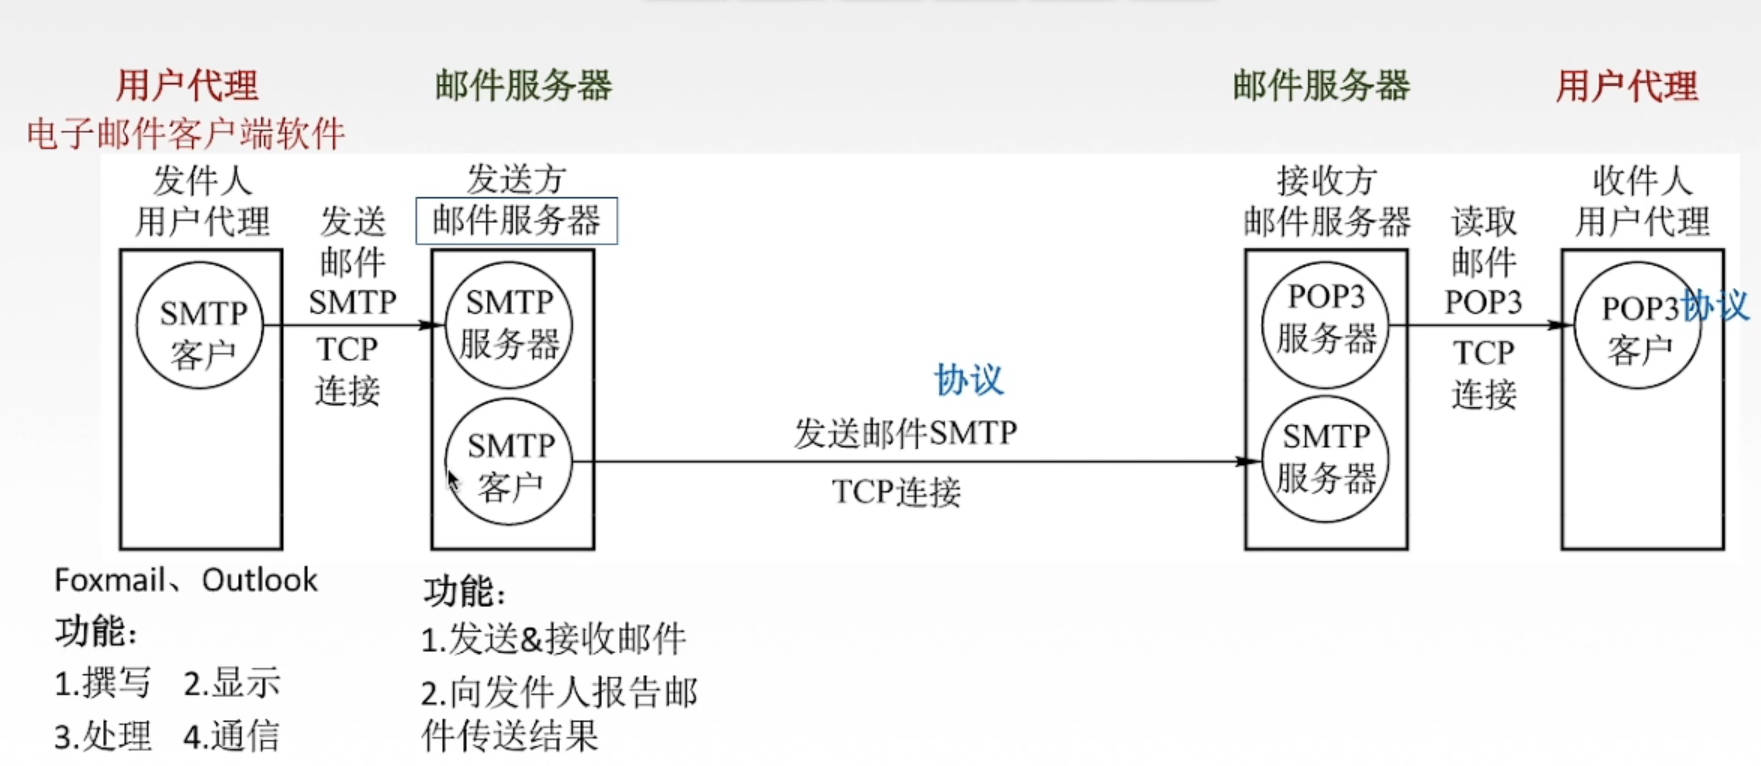 用户代理
电子邮件客户端软件
邮件服务器
邮件服务器
用户代理
发件人
用户代理
发送
邮件
SMTP
TCP
连接
发送方
邮件服务器
接收方
邮件服务器
读取
邮件
POP3
TCP
连接
收件人
用户代理
SMTP
客户
SMTP
服务器
SMTP
客户
协议
发送邮件SMTP
TCP连接
POP3
服务器
SMTP
服务器
POP3
客户
协议
Foxmail、Outlook
功能：
1.撰写 2.显示
3.处理 4.通信
功能：
1.发送&接收邮件
2.向发件人报告邮
件传送结果